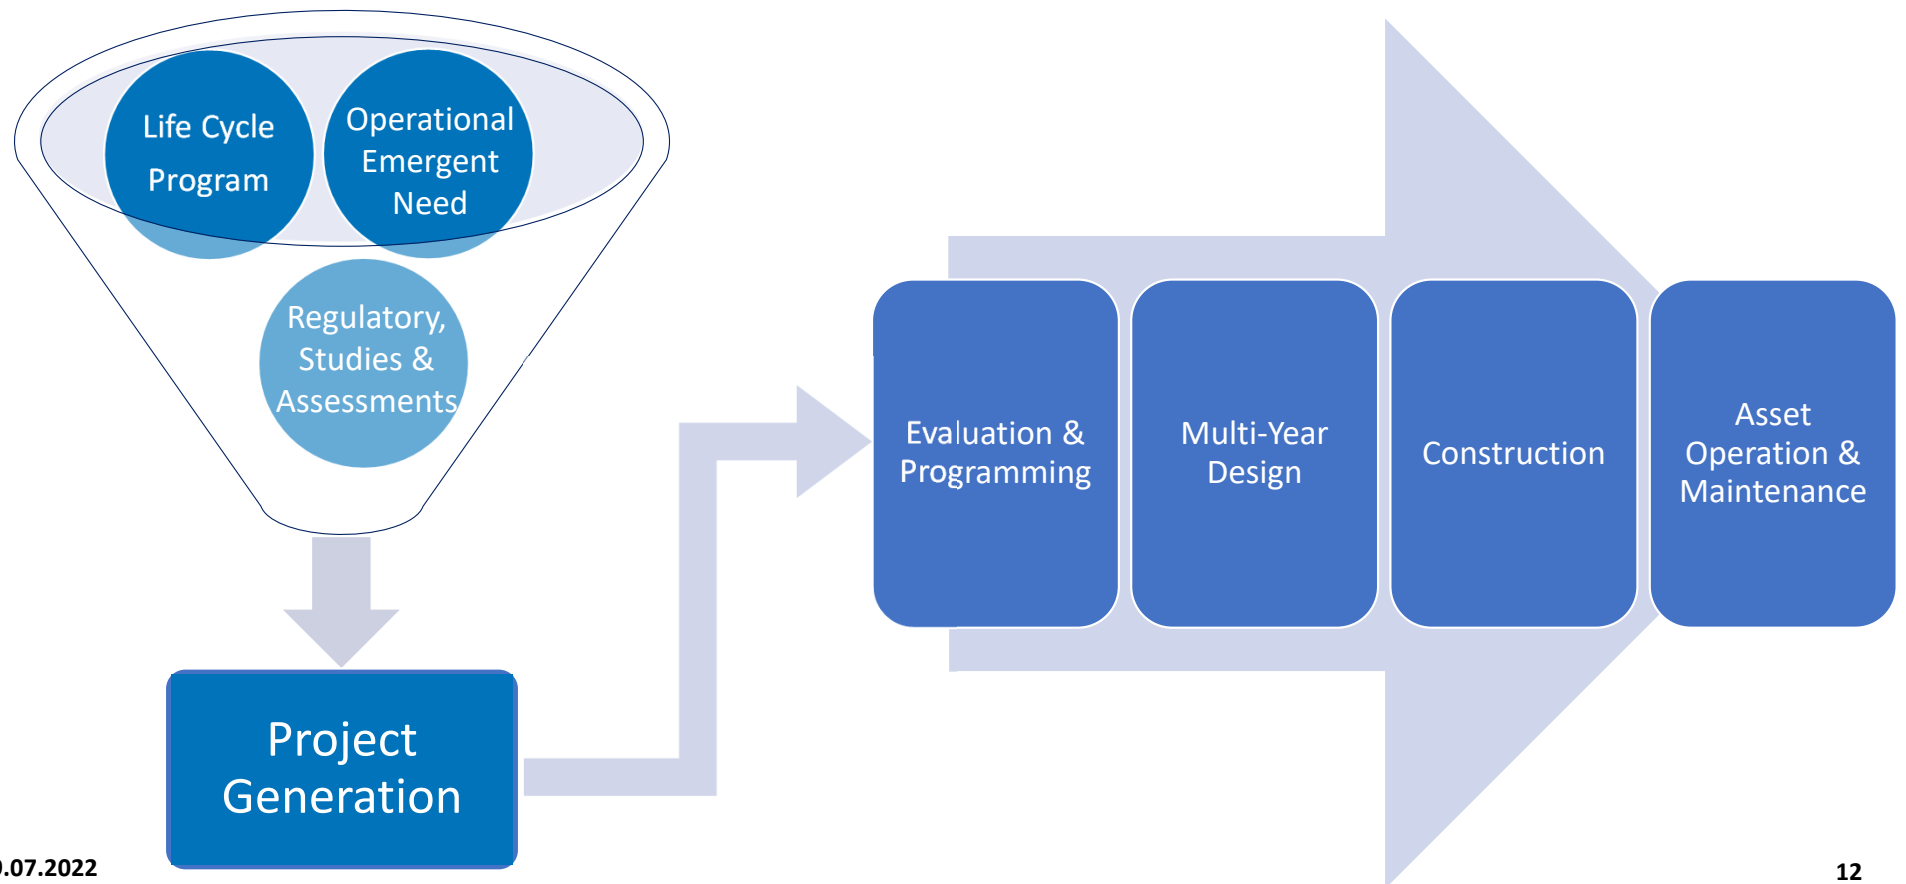 Life Cycle
Program
Operational
Emergent
Need
Regulatory,
Studies &
Assessments
Project
Generation
Evaluation &
Programming
Multi-Year
Design
Construction
Asset
Operation &
Maintenance
.07.2022
12